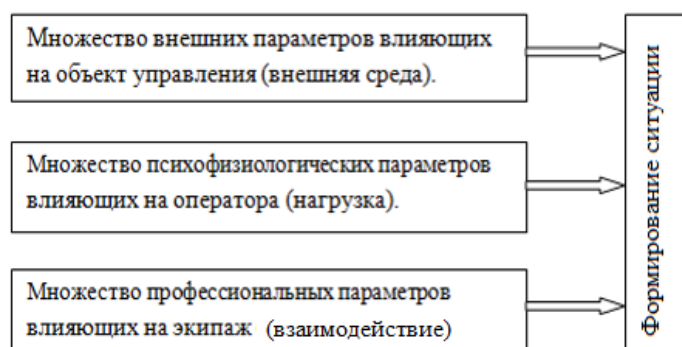 Множество внешних параметров влияющих
на объект управления (внешняя среда).
Множество психофизиологических параметров
влияющих на оператора (нагрузка).
Множество профессиональных параметров
влияющих на экипаж (взаимодействие)
Формирование ситуации